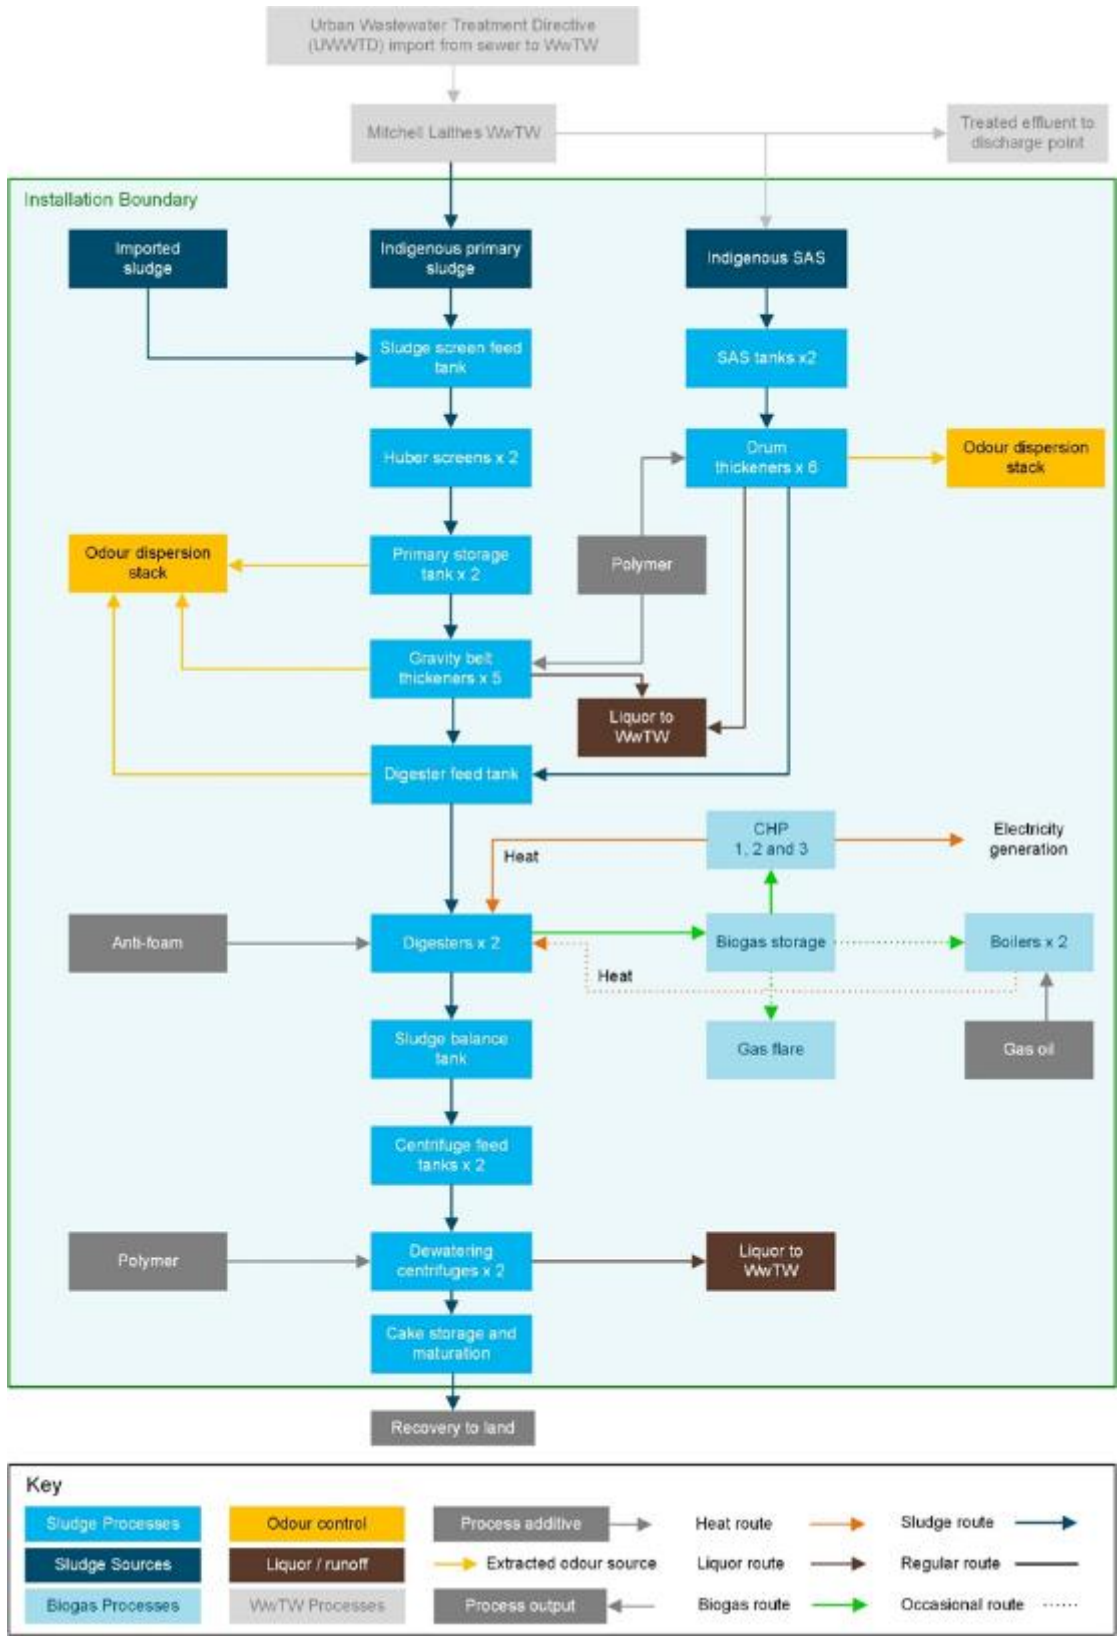 Urban Wastewater Treatment Directive
(UWWTD) import from sewer to WwTW
Mitchell Laithes WwTW
Treated effluent to
discharge point
Installation Boundary
Imported
sludge
Indigenous primary
sludge
Indigenous SAS
Sludge screen feed
tank
SAS tanks x2
Huber screens x 2
Drum
thickeners x 6
Odour dispersion
stack
Odour dispersion
stack
Primary storage
tank x 2
Polymer
Gravity belt
thickeners x 5
Liquor to
WwTW
Digester feed tank
CHP
1, 2 and 3
Electricity
generation
Heat
Anti-foam
Digesters x 2
Biogas storage
Boilers x 2
Heat
Sludge balance
tank
Gas flare
Gas oil
Centrifuge feed
tanks x 2
Polymer
Dewatering
centrifuges x 2
Liquor to
WwTW
Cake storage and
maturation
Recovery to land
Key
Sludge Processes
Odour control
Process additive
Heat route
Sludge route
Sludge Sources
Liquor / runoff
Extracted odour source
Liquor route
Regular route
Biogas Processes
WwTW Processes
Process output
Biogas route
Occasional route